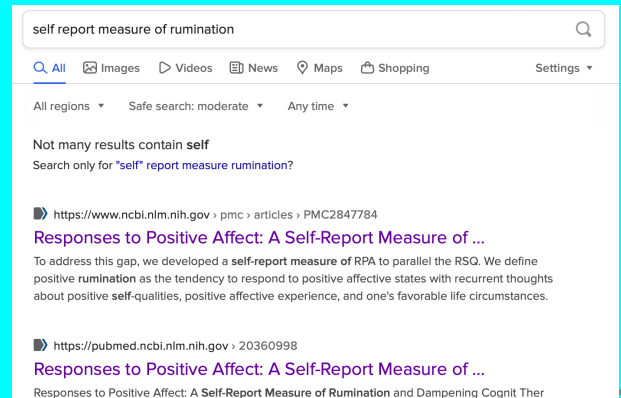 self report measure of rumination
All Images Videos News Maps Shopping Settings ▼
All regions ▼ Safe search: moderate ▼ Any time ▼
Not many results contain self
Search only for "self" report measure rumination?
https://www.ncbi.nlm.nih.gov › pmc › articles › PMC2847784
Responses to Positive Affect: A Self-Report Measure of ...
To address this gap, we developed a self-report measure of RPA to parallel the RSQ. We define
positive rumination as the tendency to respond to positive affective states with recurrent thoughts
about positive self-qualities, positive affective experience, and one's favorable life circumstances.
https://pubmed.ncbi.nlm.nih.gov › 20360998
Responses to Positive Affect: A Self-Report Measure of ...
Responses to Positive Affect: A Self-Report Measure of Rumination and Dampening Cognit Ther